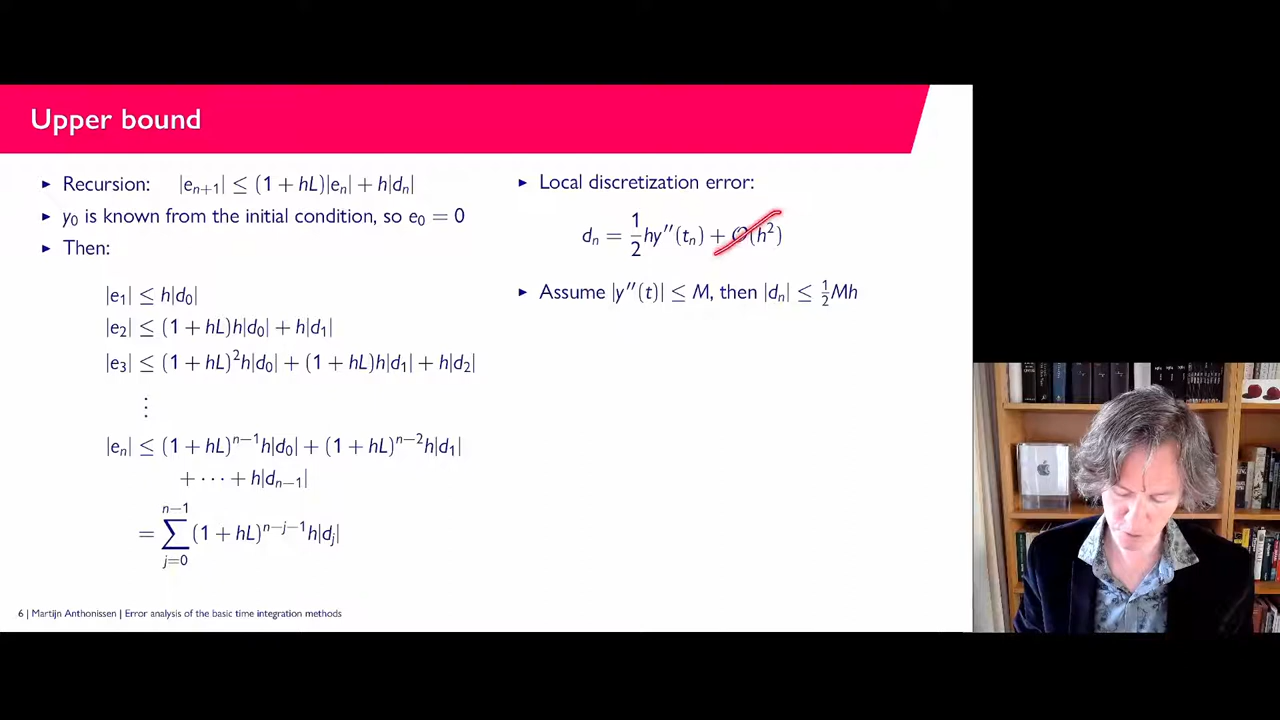 Upper bound
▸ Recursion: |e_{n+1}| ≤ (1 + hL)|e_n| + h|d_n|
▸ y_0 is known from the initial condition, so e_0 = 0
▸ Then:
|e_1| ≤ h|d_0|
|e_2| ≤ (1 + hL)h|d_0| + h|d_1|
|e_3| ≤ (1 + hL)^2h|d_0| + (1 + hL)h|d_1| + h|d_2|
⋮
|e_n| ≤ (1 + hL)^{n−1}h|d_0| + (1 + hL)^{n−2}h|d_1|
+ ⋯ + h|d_{n−1}|
= ∑_{j=0}^{n−1} (1 + hL)^{n−j−1}h|d_j|
▸ Local discretization error:
d_n = \frac{1}{2}hy′′(t_n) + 𝒪(h^2)
▸ Assume |y′′(t)| ≤ M, then |d_n| ≤ ½Mh
6 | Martijn Anthonissen | Error analysis of the basic time integration methods